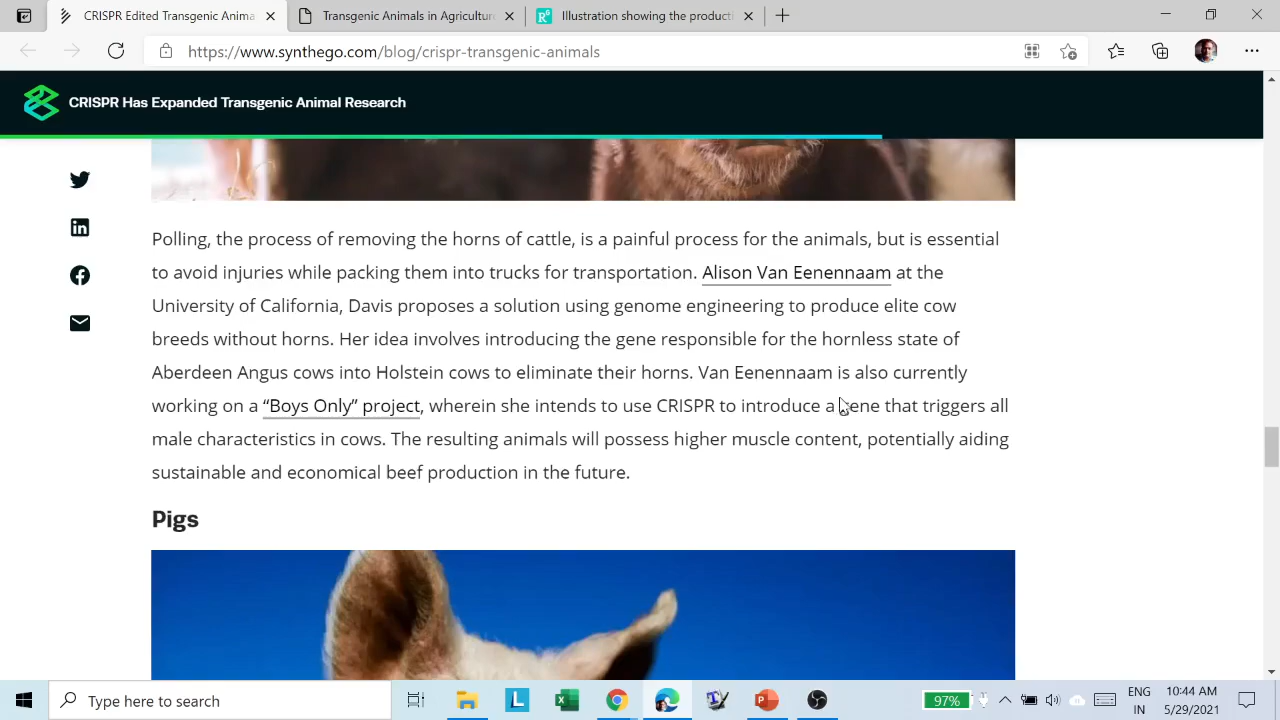 CRISPR Edited Transgenic Anima
Transgenic Animals in Agricultur
Illustration showing the producti
https://www.synthego.com/blog/crispr-transgenic-animals
CRISPR Has Expanded Transgenic Animal Research
Polling, the process of removing the horns of cattle, is a painful process for the animals, but is essential
to avoid injuries while packing them into trucks for transportation. Alison Van Eenennaam at the
University of California, Davis proposes a solution using genome engineering to produce elite cow
breeds without horns. Her idea involves introducing the gene responsible for the hornless state of
Aberdeen Angus cows into Holstein cows to eliminate their horns. Van Eenennaam is also currently
working on a “Boys Only” project, wherein she intends to use CRISPR to introduce a gene that triggers all
male characteristics in cows. The resulting animals will possess higher muscle content, potentially aiding
sustainable and economical beef production in the future.
Pigs
Type here to search
97%
ENG
IN
10:44 AM
5/29/2021